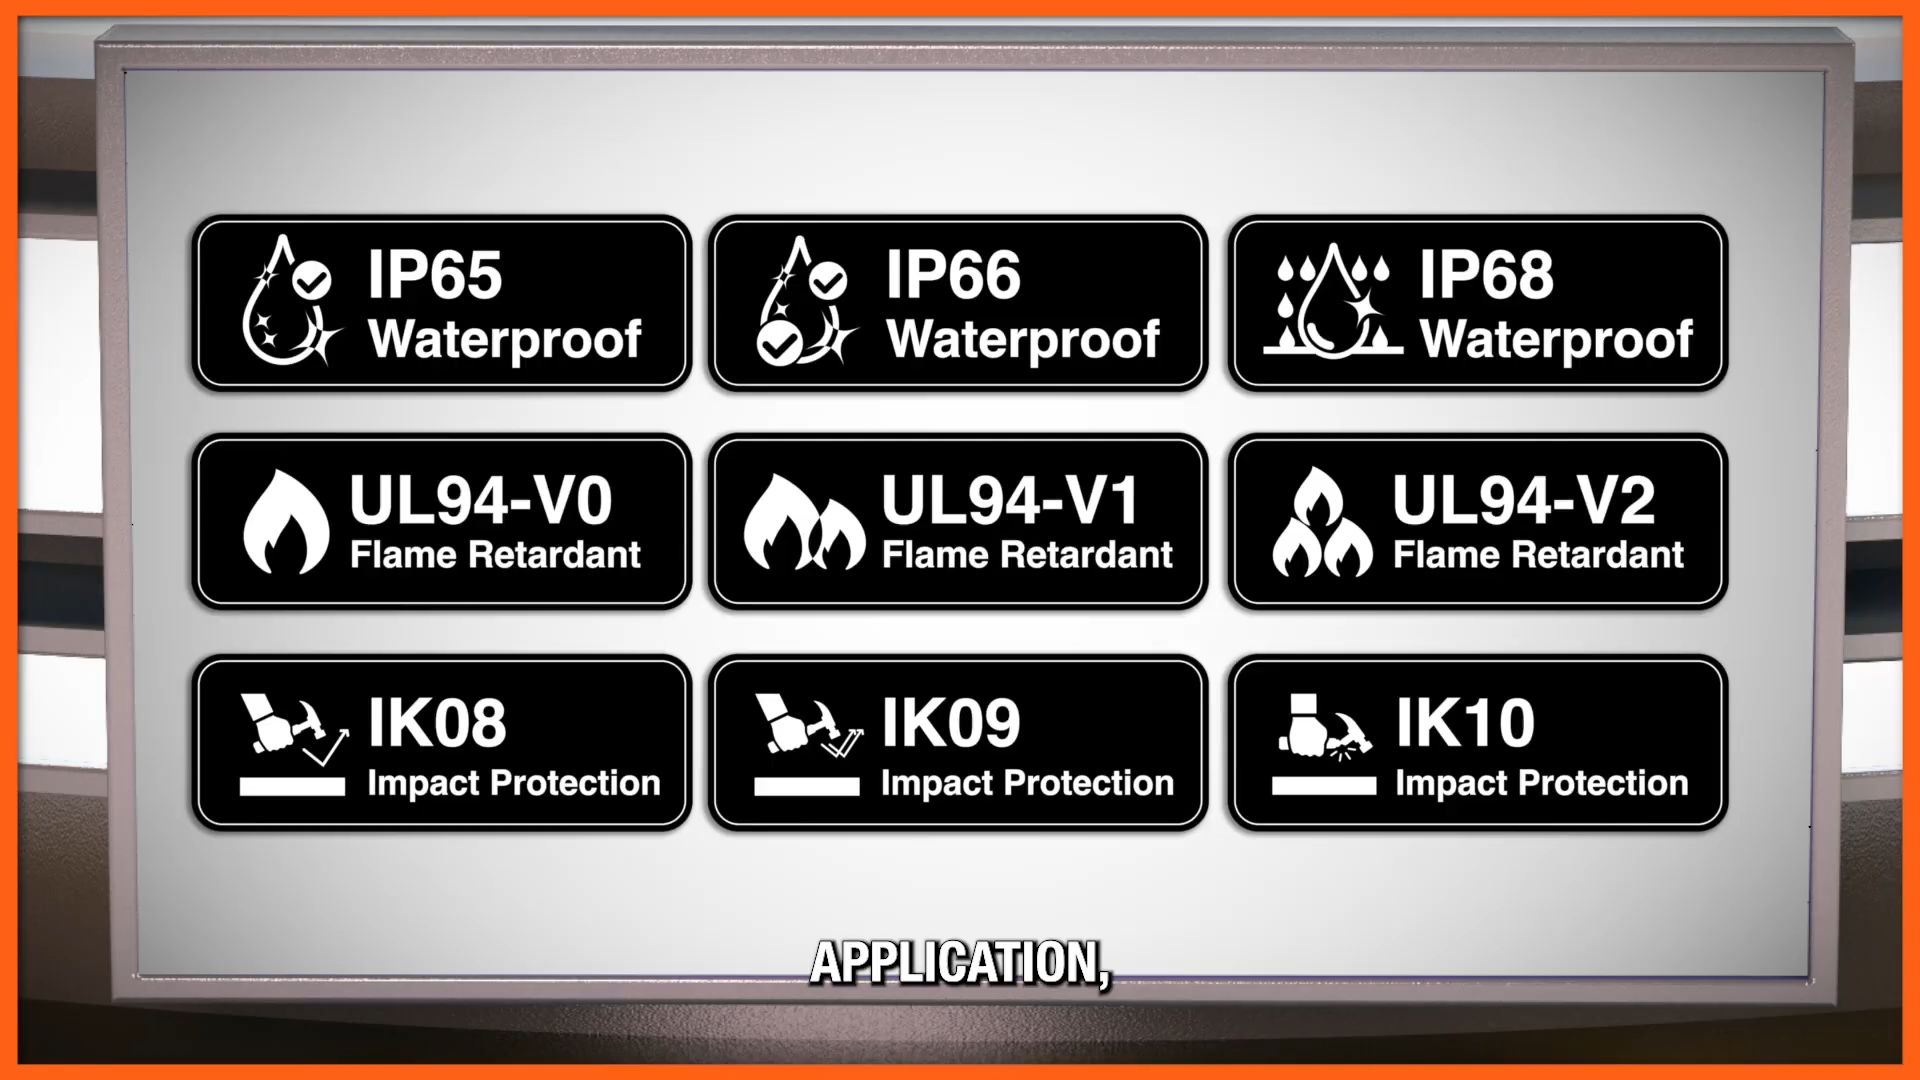 IP65
Waterproof
IP66
Waterproof
IP68
Waterproof
UL94-V0
Flame Retardant
UL94-V1
Flame Retardant
UL94-V2
Flame Retardant
IK08
Impact Protection
IK09
Impact Protection
IK10
Impact Protection
APPLICATION,